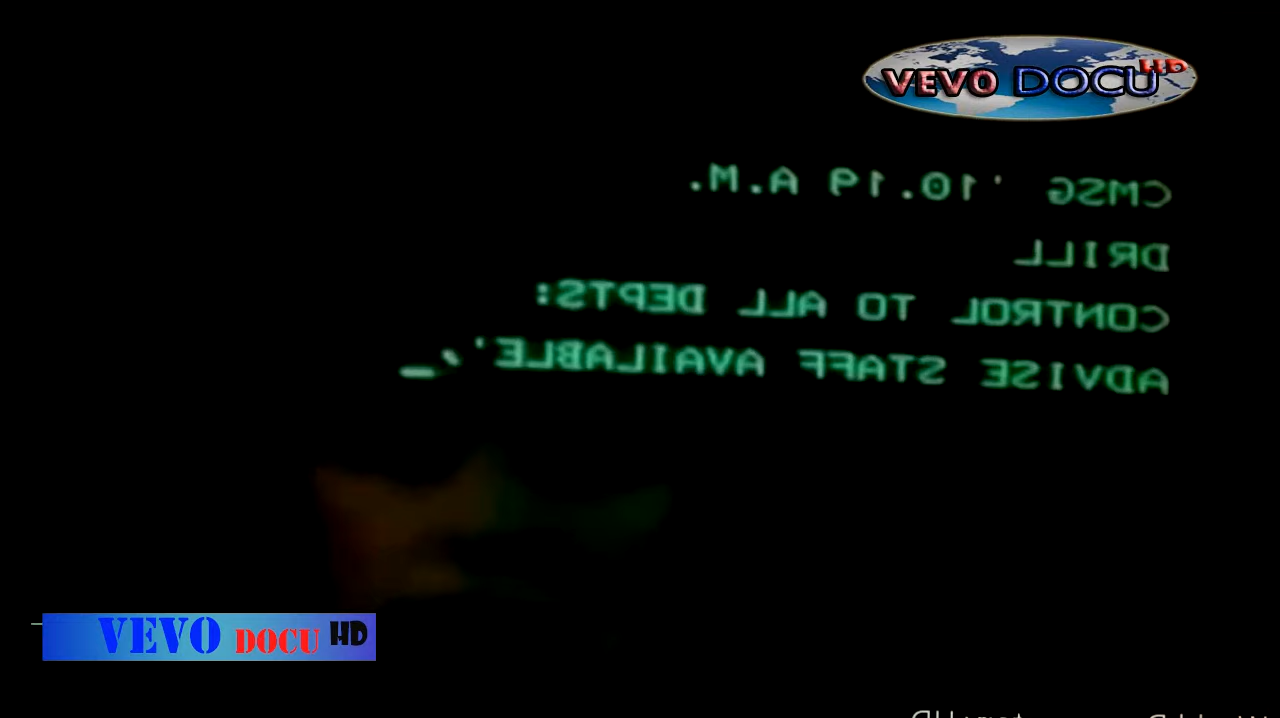 VEVO DOCU HD
CMSG '10.19 A.M.
DRILL
CONTROL TO ALL DEPTS:
ADVISE STAFF AVAILABLE',_
VEVO DOCU HD